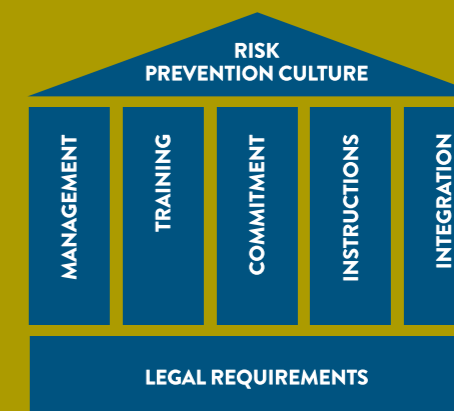 RISK
PREVENTION CULTURE
MANAGEMENT
TRAINING
COMMITMENT
INSTRUCTIONS
INTEGRATION
LEGAL REQUIREMENTS